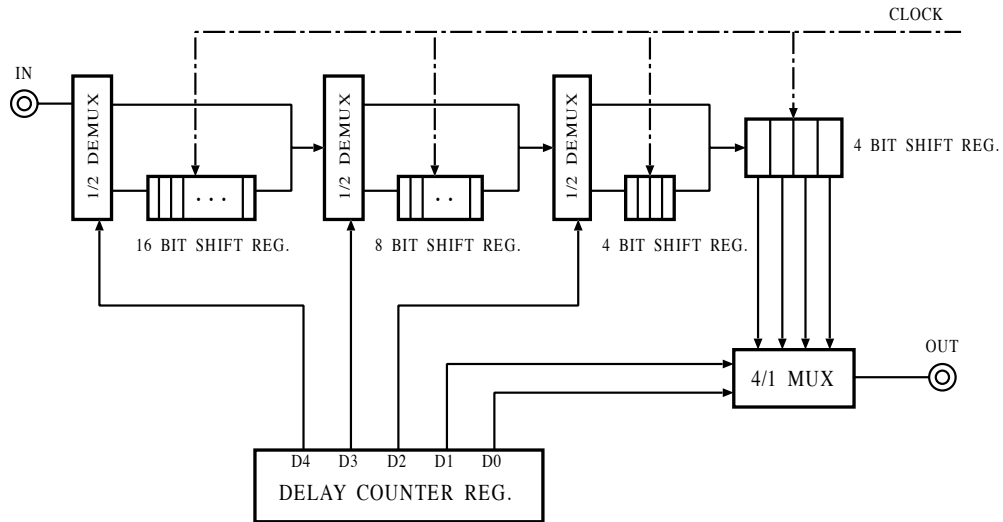 CLOCK
IN
1/2 DEMUX
1/2 DEMUX
1/2 DEMUX
4 BIT SHIFT REG.
. . .
. .
16 BIT SHIFT REG.
8 BIT SHIFT REG.
4 BIT SHIFT REG.
OUT
4/1 MUX
D4 D3 D2 D1 D0
DELAY COUNTER REG.